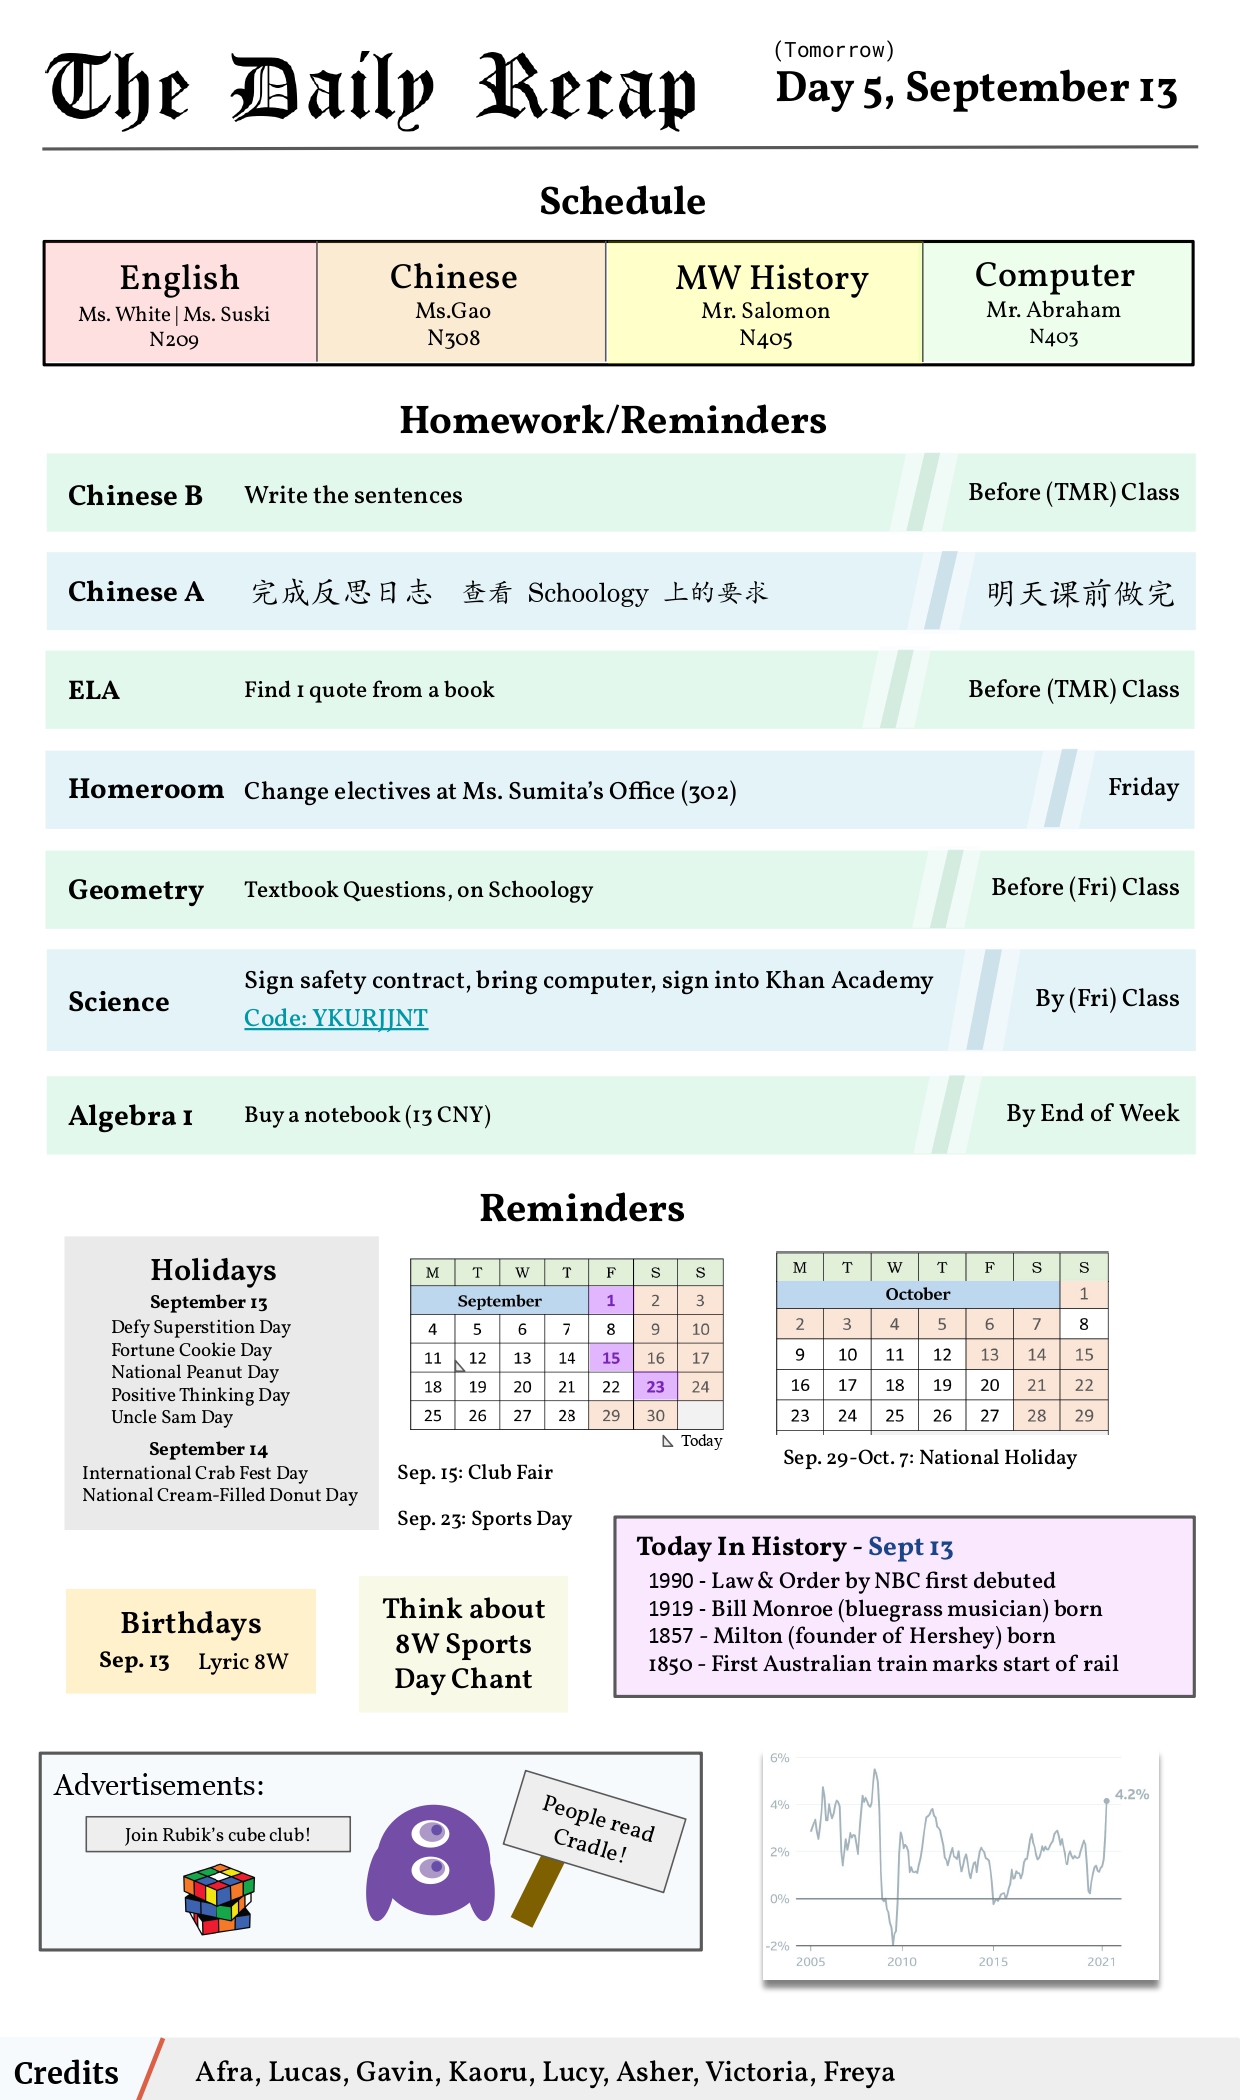 The Daily Recap
(Tomorrow)
Day 5, September 13
Schedule
English
Ms. White | Ms. Suski
N209
Chinese
Ms.Gao
N308
MW History
Mr. Salomon
N405
Computer
Mr. Abraham
N403
Homework/Reminders
Chinese B Write the sentences Before (TMR) Class
Chinese A 完成反思日志 查看 Schoology 上的要求 明天课前做完
ELA Find 1 quote from a book Before (TMR) Class
Homeroom Change electives at Ms. Sumita's Office (302) Friday
Geometry Textbook Questions, on Schoology Before (Fri) Class
Science Sign safety contract, bring computer, sign into Khan Academy By (Fri) Class
Code: YKURJJNT
Algebra 1 Buy a notebook (13 CNY) By End of Week
Reminders
Holidays
September 13
Defy Superstition Day
Fortune Cookie Day
National Peanut Day
Positive Thinking Day
Uncle Sam Day
September 14
International Crab Fest Day
National Cream-Filled Donut Day
M T W T F S S
September 1 2 3
4 5 6 7 8 9 10
11 12 13 14 15 16 17
18 19 20 21 22 23 24
25 26 27 28 29 30
Today
Sep. 15: Club Fair
Sep. 23: Sports Day
M T W T F S S
October 1
2 3 4 5 6 7 8
9 10 11 12 13 14 15
16 17 18 19 20 21 22
23 24 25 26 27 28 29
Sep. 29-Oct. 7: National Holiday
Today In History - Sept 13
1990 - Law & Order by NBC first debuted
1919 - Bill Monroe (bluegrass musician) born
1857 - Milton (founder of Hershey) born
1850 - First Australian train marks start of rail
Birthdays
Sep. 13 Lyric 8W
Think about
8W Sports
Day Chant
Advertisements:
Join Rubik's cube club!
People read
Cradle!
6%
4%
2%
0%
-2%
4.2%
2005 2010 2015 2021
Credits Afra, Lucas, Gavin, Kaoru, Lucy, Asher, Victoria, Freya